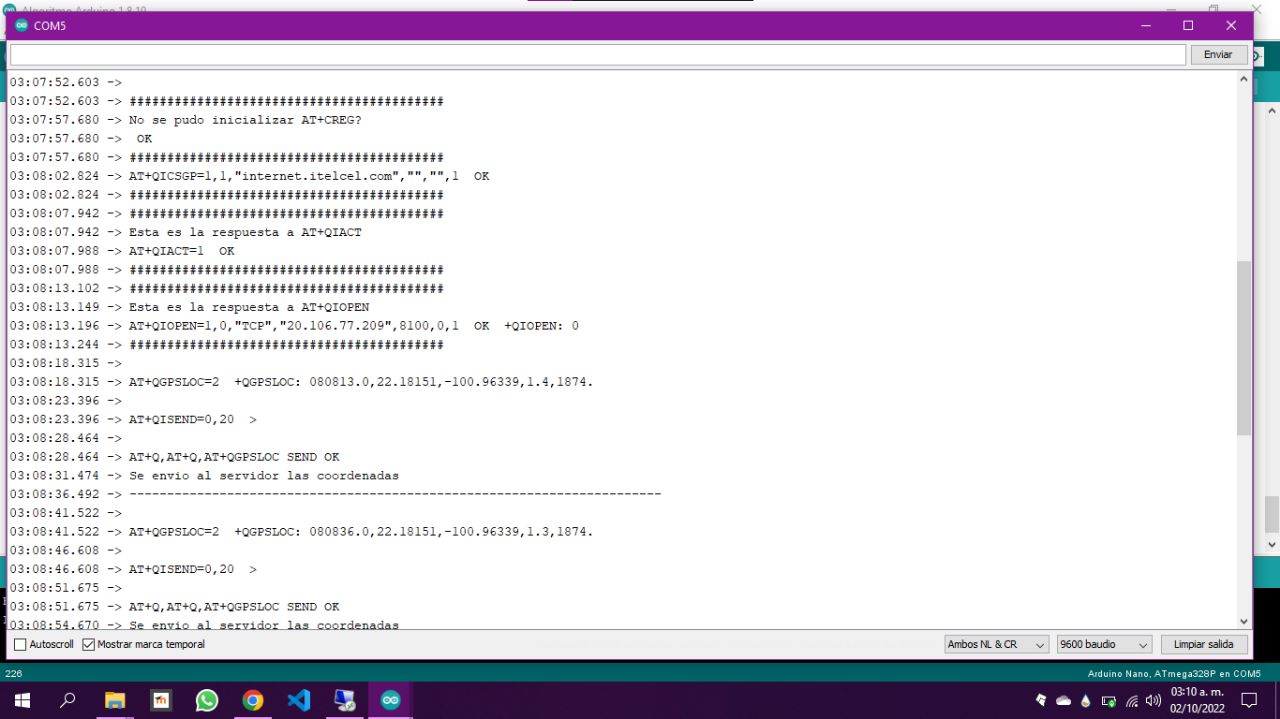 Algoritmo Arduino 1.8.19
COM5
Enviar
03:07:52.603 ->
03:07:52.603 -> ##########################################
03:07:57.680 -> No se pudo inicializar AT+CREG?
03:07:57.680 ->  OK
03:07:57.680 -> ##########################################
03:08:02.824 -> AT+QICSGP=1,1,"internet.itelcel.com","","",1  OK
03:08:02.824 -> ##########################################
03:08:07.942 -> ##########################################
03:08:07.942 -> Esta es la respuesta a AT+QIACT
03:08:07.988 -> AT+QIACT=1  OK
03:08:07.988 -> ##########################################
03:08:13.102 -> ##########################################
03:08:13.149 -> Esta es la respuesta a AT+QIOPEN
03:08:13.196 -> AT+QIOPEN=1,0,"TCP","20.106.77.209",8100,0,1  OK  +QIOPEN: 0
03:08:13.244 -> ##########################################
03:08:18.315 ->
03:08:18.315 -> AT+QGPSLOC=2  +QGPSLOC: 080813.0,22.18151,-100.96339,1.4,1874.
03:08:23.396 ->
03:08:23.396 -> AT+QISEND=0,20  >
03:08:28.464 ->
03:08:28.464 -> AT+Q,AT+Q,AT+QGPSLOC SEND OK
03:08:31.474 -> Se envio al servidor las coordenadas
03:08:36.492 -> -----------------------------------------------------------------------
03:08:41.522 ->
03:08:41.522 -> AT+QGPSLOC=2  +QGPSLOC: 080836.0,22.18151,-100.96339,1.3,1874.
03:08:46.608 ->
03:08:46.608 -> AT+QISEND=0,20  >
03:08:51.675 ->
03:08:51.675 -> AT+Q,AT+Q,AT+QGPSLOC SEND OK
03:08:54.670 -> Se envio al servidor las coordenadas
Autoscroll Mostrar marca temporal Ambos NL & CR 9600 baudio Limpiar salida
226 Arduino Nano, ATmega328P en COM5
03:10 a. m.
02/10/2022